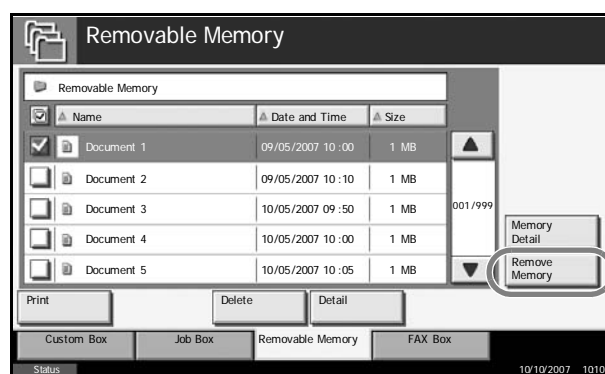 Removable Memory
Removable Memory
Name Date and Time Size
Document 1 09/05/2007 10:00 1 MB
Document 2 09/05/2007 10:10 1 MB
Document 3 10/05/2007 09:50 1 MB
Document 4 10/05/2007 10:00 1 MB
Document 5 10/05/2007 10:05 1 MB
001/999
Memory
Detail
Remove
Memory
Print Delete Detail
Custom Box Job Box Removable Memory FAX Box
Status 10/10/2007 1010